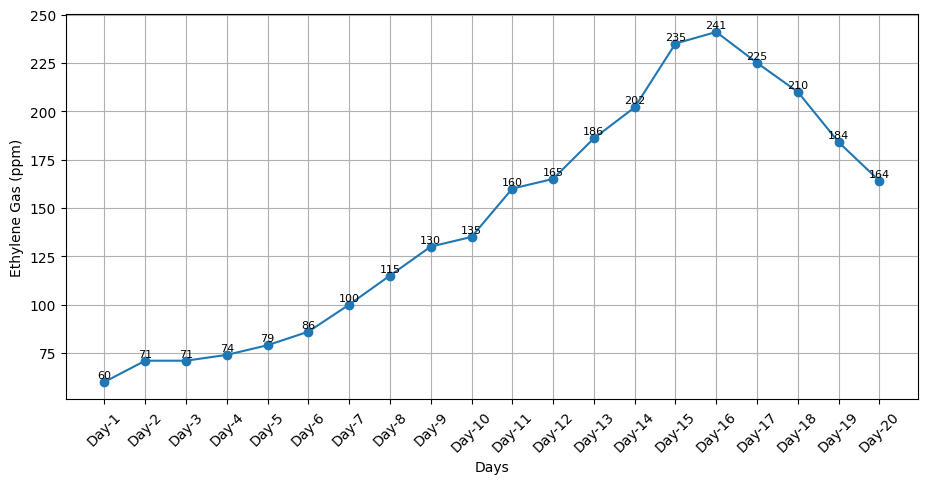 250
225
200
175
150
125
100
75
Ethylene Gas (ppm)
60
71
71
74
79
86
100
115
130
135
160
165
186
202
235
241
225
210
184
164
Day-1
Day-2
Day-3
Day-4
Day-5
Day-6
Day-7
Day-8
Day-9
Day-10
Day-11
Day-12
Day-13
Day-14
Day-15
Day-16
Day-17
Day-18
Day-19
Day-20
Days